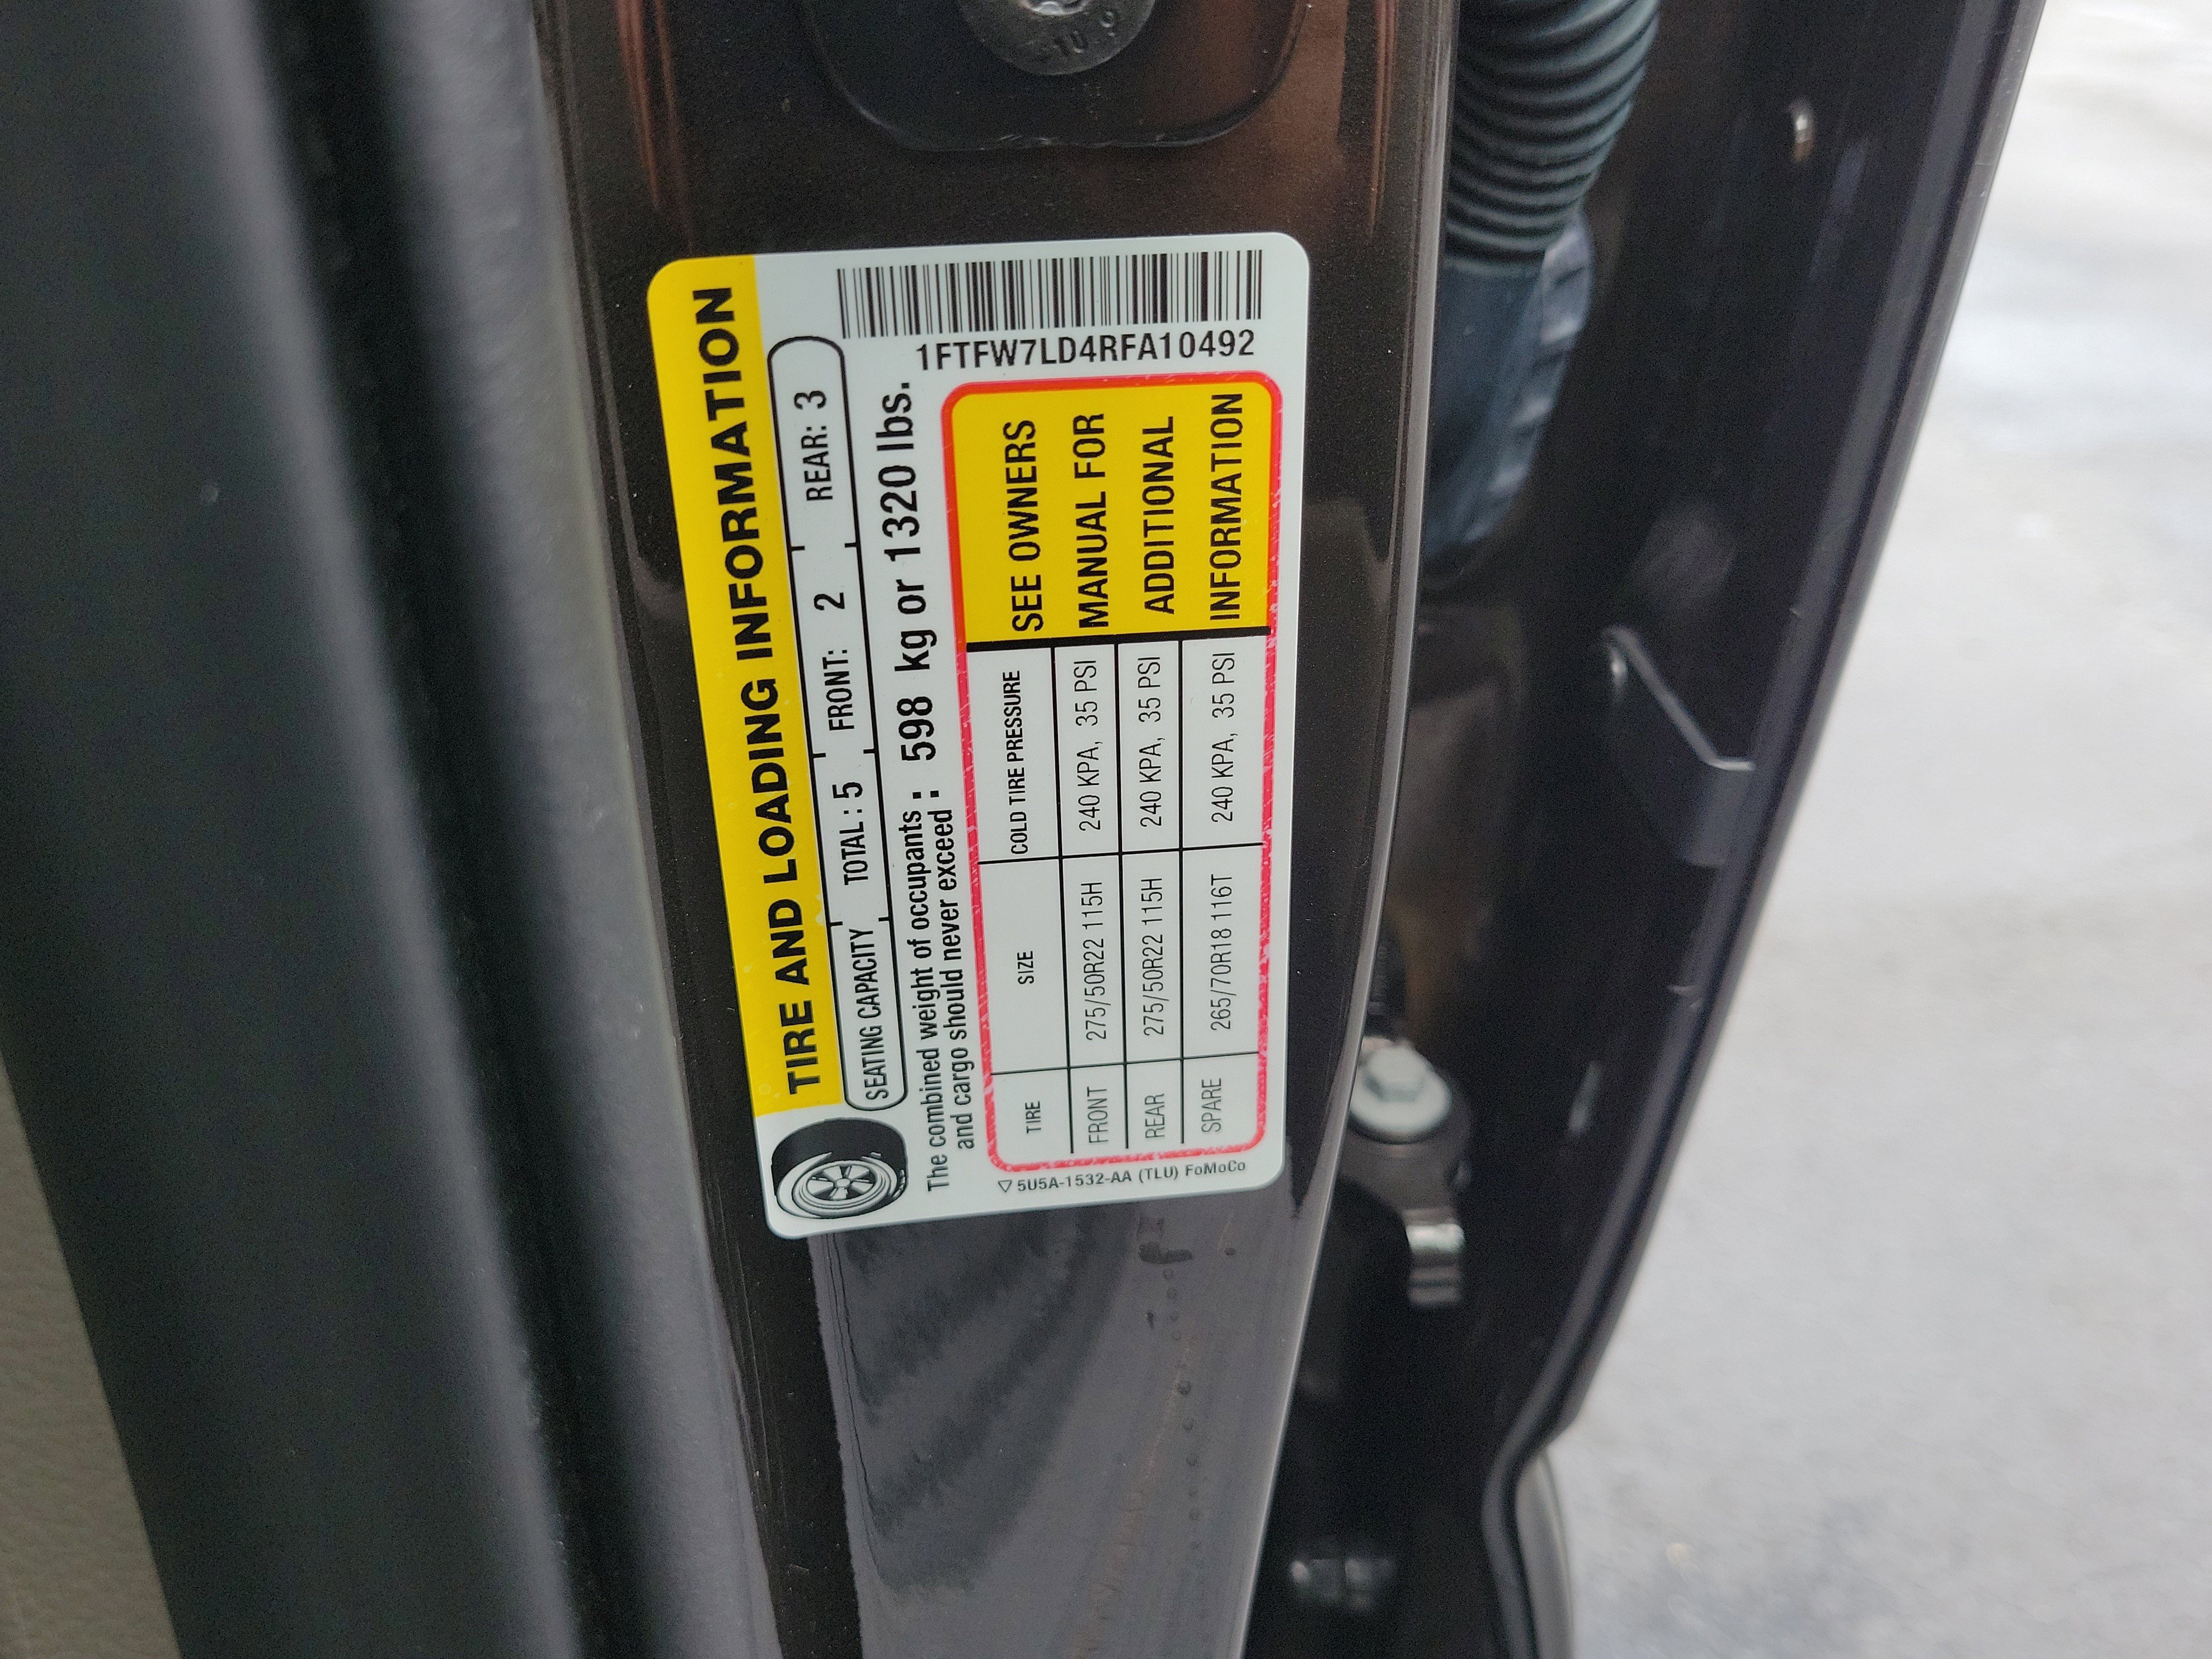 TIRE AND LOADING INFORMATION
SEATING CAPACITY TOTAL : 5 FRONT: 2 REAR: 3
The combined weight of occupants and cargo should never exceed : 598 kg or 1320 lbs.
1FTFW7LD4RFA10492
TIRE SIZE COLD TIRE PRESSURE
FRONT 275/50R22 115H 240 KPA, 35 PSI
REAR 275/50R22 115H 240 KPA, 35 PSI
SPARE 265/70R18 116T 240 KPA, 35 PSI
SEE OWNERS
MANUAL FOR
ADDITIONAL
INFORMATION
5U5A-1532-AA (TLU) FoMoCo